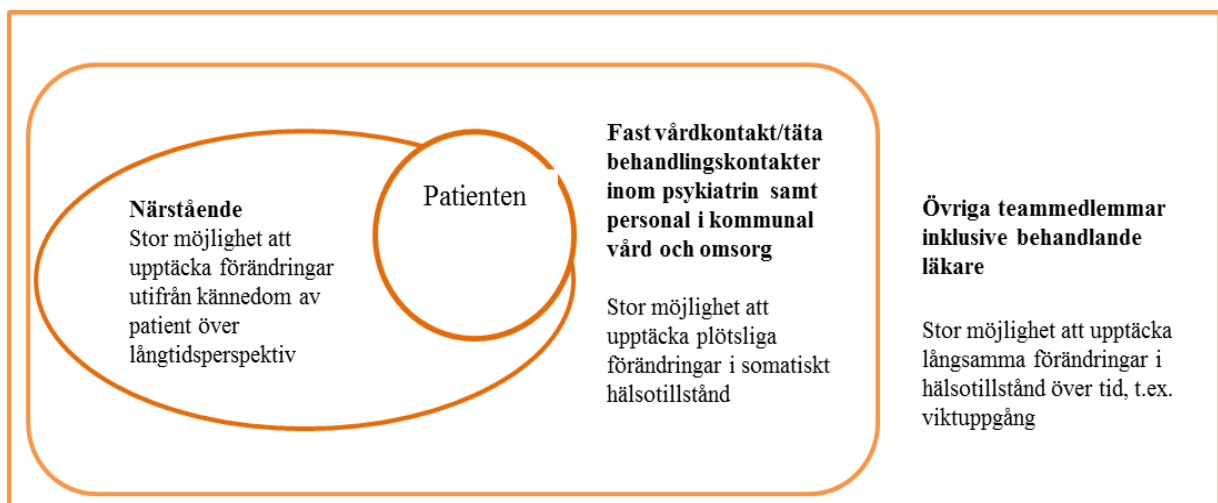 Närstående
Stor möjlighet att
upptäcka förändringar
utifrån kännedom av
patient över
långtidsperspektiv
Patienten
Fast vårdkontakt/täta
behandlingskontakter
inom psykiatrin samt
personal i kommunal
vård och omsorg
Stor möjlighet att
upptäcka plötsliga
förändringar i somatiskt
hälsotillstånd
Övriga teammedlemmar
inklusive behandlande
läkare
Stor möjlighet att upptäcka
långsamma förändringar i
hälsotillstånd över tid, t.ex.
viktuppgång